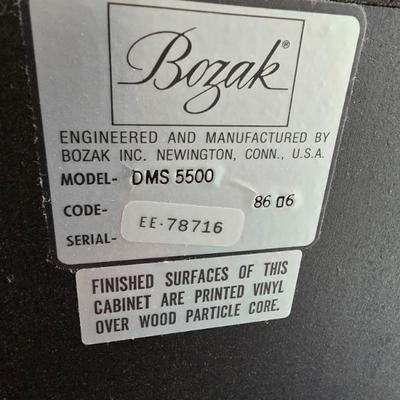 Bozak®
ENGINEERED AND MANUFACTURED BY
BOZAK INC. NEWINGTON, CONN., U.S.A.
MODEL- DMS 5500
CODE- 86 06
SERIAL- EE-78716
FINISHED SURFACES OF THIS
CABINET ARE PRINTED VINYL
OVER WOOD PARTICLE CORE.